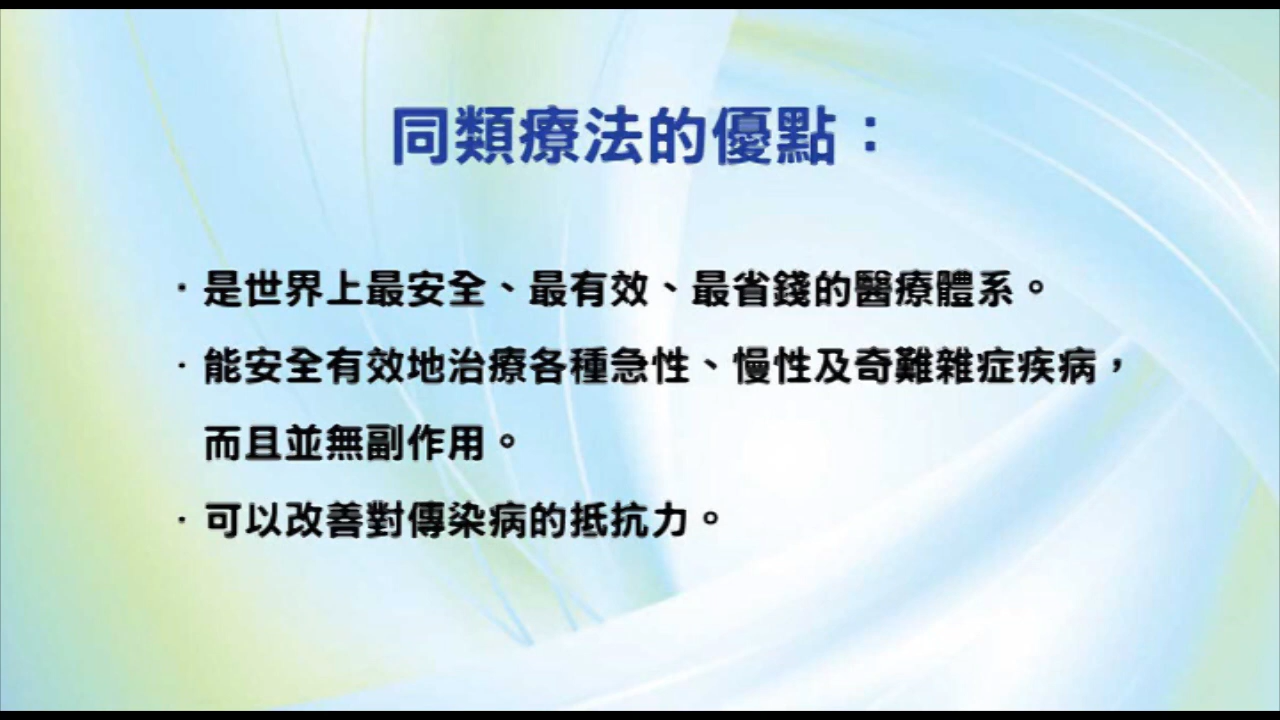 同類療法的優點：
·是世界上最安全、最有效、最省錢的醫療體系。
·能安全有效地治療各種急性、慢性及奇難雜症疾病，
而且並無副作用。
·可以改善對傳染病的抵抗力。